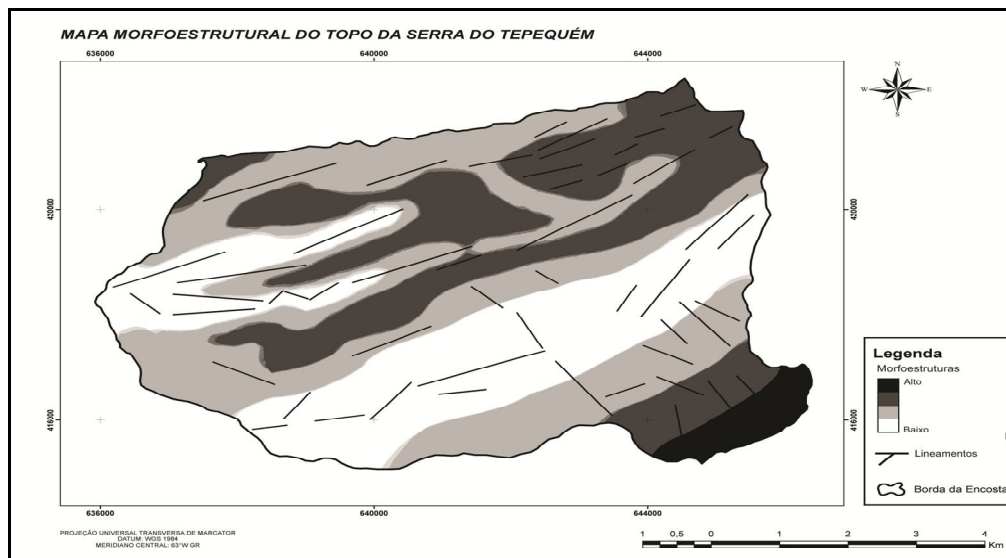 MAPA MORFOESTRUTURAL DO TOPO DA SERRA DO TEPEQUÉM
636000 640000 644000
N
W E
S
420000 420000
416000 416000
636000 640000 644000
Legenda
Morfoestruturas
Alto
Baixo
Lineamentos
Borda da Encosta
PROJEÇÃO UNIVERSAL TRANSVERSA DE MARCATOR
DATUM: WGS 1984
MERIDIANO CENTRAL: 63°W GR
1 0,5 0 1 2 3 4
Km